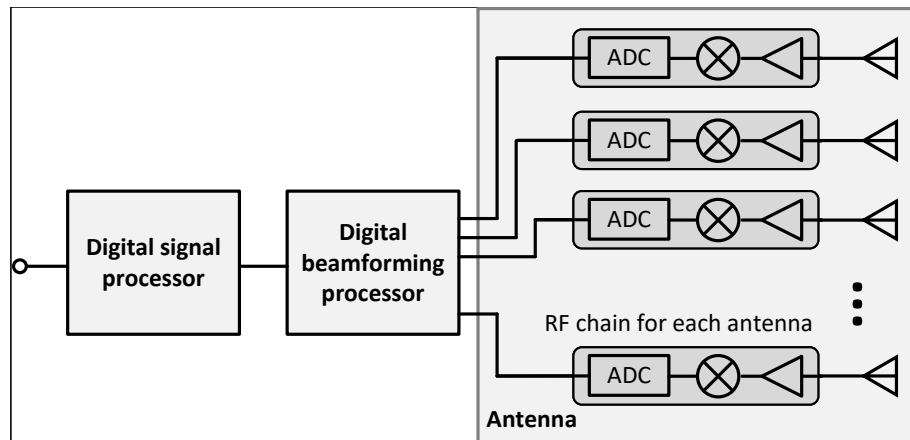 ADC
ADC
ADC
Digital signal
processor
Digital
beamforming
processor
RF chain for each antenna
ADC
Antenna